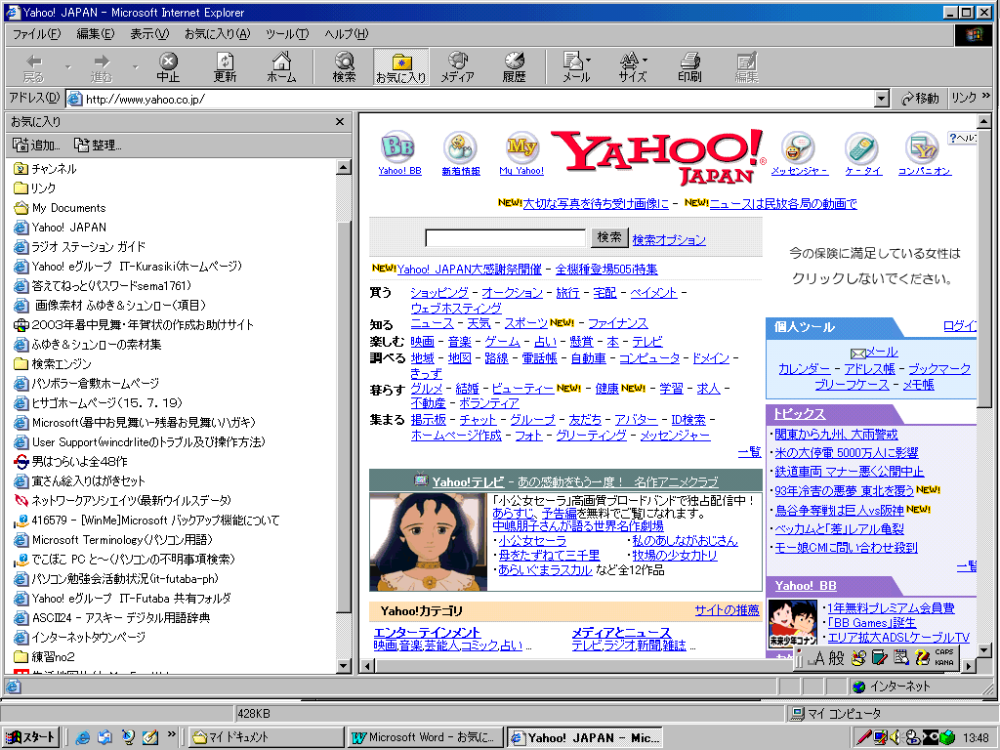 Yahoo! JAPAN - Microsoft Internet Explorer
ファイル(F) 編集(E) 表示(V) お気に入り(A) ツール(T) ヘルプ(H)
戻る 進む 中止 更新 ホーム 検索 お気に入り メディア 履歴 メール サイズ 印刷 編集
アドレス(D) http://www.yahoo.co.jp/ 移動 リンク »
お気に入り
追加... 整理...
チャンネル
リンク
My Documents
Yahoo! JAPAN
ラジオ ステーション ガイド
Yahoo! eグループ IT-Kurasiki(ホームページ)
答えてねっと(パスワードsema1761)
画像素材 ふゆき＆シュンロー(項目)
2003年暑中見舞・年賀状の作成お助けサイト
ふゆき＆シュンローの素材集
検索エンジン
パソボラー倉敷ホームページ
ヒサゴホームページ(15. 7. 19)
Microsoft(暑中お見舞い-残暑お見舞いハガキ)
User Support(wincdrliteのトラブル及び操作方法)
男はつらいよ全48作
寅さん絵入りはがきセット
ネットワークアソシエイツ(最新ウイルスデータ)
416579 - [WinMe]Microsoft バックアップ機能について
Microsoft Terminology(パソコン用語)
でこぼこ PC と～(パソコンの不明事項検索)
パソコン勉強会活動状況(it-futaba-ph)
Yahoo! eグループ IT-Futaba 共有フォルダ
ASCII24 - アスキー デジタル用語辞典
インターネットタウンページ
練習no2
Yahoo! BB 新着情報 My Yahoo! YAHOO! JAPAN メッセンジャー ケータイ コンパニオン ?ヘル
NEW!大切な写真を待ち受け画像に - NEW!ニュースは民放各局の動画で
検索 検索オプション
NEW!Yahoo! JAPAN大感謝祭開催 - 全機種登場505i特集
買う ショッピング - オークション - 旅行 - 宅配 - ペイメント -
ウェブホスティング
知る ニュース - 天気 - スポーツNEW! - ファイナンス
楽しむ 映画 - 音楽 - ゲーム - 占い - 懸賞 - 本 - テレビ
調べる 地域 - 地図 - 路線 - 電話帳 - 自動車 - コンピュータ - ドメイン -
きっず
暮らす グルメ - 結婚 - ビューティーNEW! - 健康NEW! - 学習 - 求人 -
不動産 - ボランティア
集まる 掲示板 - チャット - グループ - 友だち - アバター - ID検索 -
ホームページ作成 - フォト - グリーティング - メッセンジャー
一覧
Yahoo!テレビ - あの感動をもう一度！ 名作アニメクラブ
「小公女セーラ」高画質ブロードバンドで独占配信中！
あらすじ、予告編を無料でご覧になれます。
中嶋朋子さんが語る世界名作劇場
・小公女セーラ ・私のあしながおじさん
・母をたずねて三千里 ・牧場の少女カトリ
・あらいぐまラスカル など全12作品
Yahoo!カテゴリ サイトの推薦
エンターテインメント メディアとニュース
映画,音楽,芸能人,コミック,占い ... テレビ,ラジオ,新聞,雑誌 ...
今の保険に満足している女性は
クリックしないでください。
個人ツール ログイ
メール
カレンダー - アドレス帳 - ブックマーク
ブリーフケース - メモ帳
トピックス
・関東から九州、大雨警戒
・米の大停電 5000万人に影響
・鉄道車両 マナー悪く公開中止
・93年冷害の悪夢 東北を覆うNEW!
・鳥谷争奪戦は巨人vs阪神NEW!
・ベッカムと「差」レアル亀裂
・モー娘CMに問い合わせ殺到
一覧
Yahoo! BB
未来少年コナン
・1年無料プレミアム会員費
・「BB Games」誕生
・エリア拡大ADSLケーブルTV
A 般 CAPS KANA
インターネット
428KB マイ コンピュータ
スタート » マイ ドキュメント Microsoft Word - お気に... Yahoo! JAPAN - Mic... 13:48